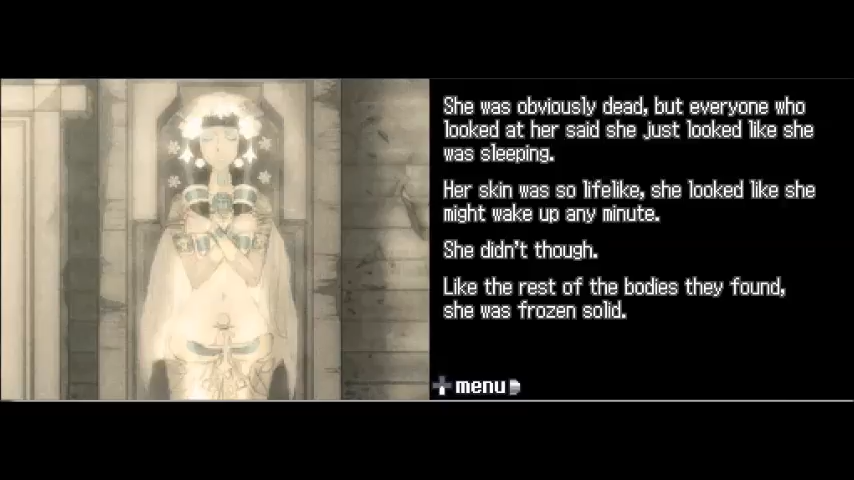 She was obviously dead, but everyone who
looked at her said she just looked like she
was sleeping.
Her skin was so lifelike, she looked like she
might wake up any minute.
She didn't though.
Like the rest of the bodies they found,
she was frozen solid.
menu